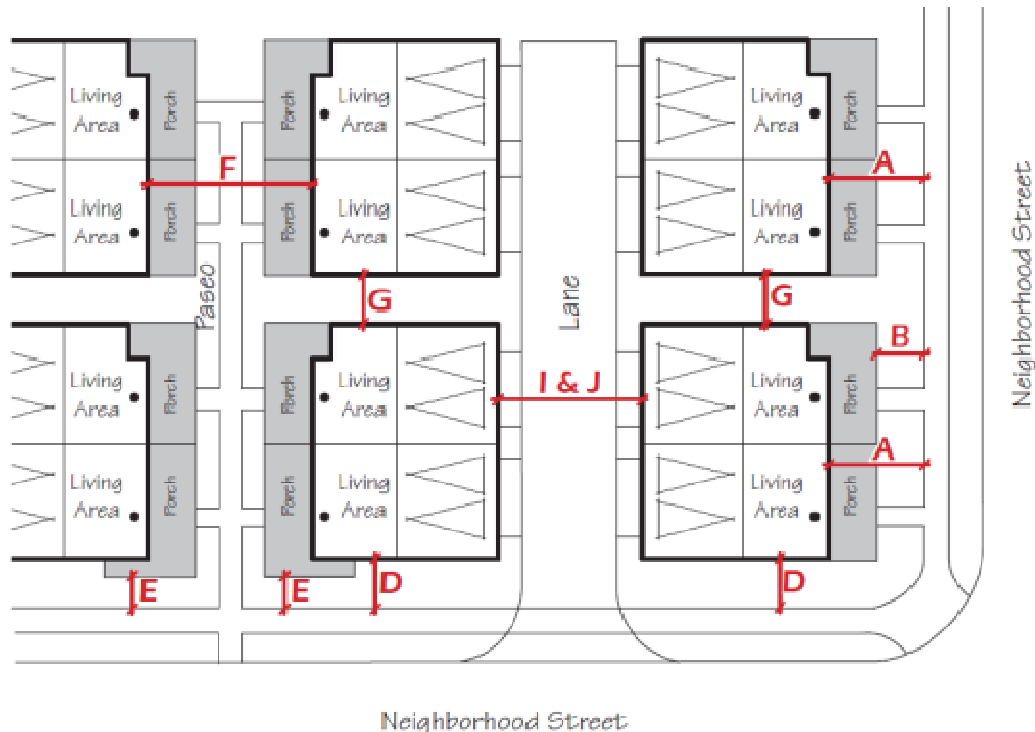 Living
Area
Porch
Porch
Living
Area
Living
Area
Porch
A
F
Living
Area
Porch
Porch
Living
Area
Living
Area
Porch
Neighborhood Street
Paseo
G
Lane
G
B
Living
Area
Porch
Porch
Living
Area
I & J
Living
Area
Porch
A
Living
Area
Porch
Porch
Living
Area
Living
Area
Porch
E
E
D
D
Neighborhood Street